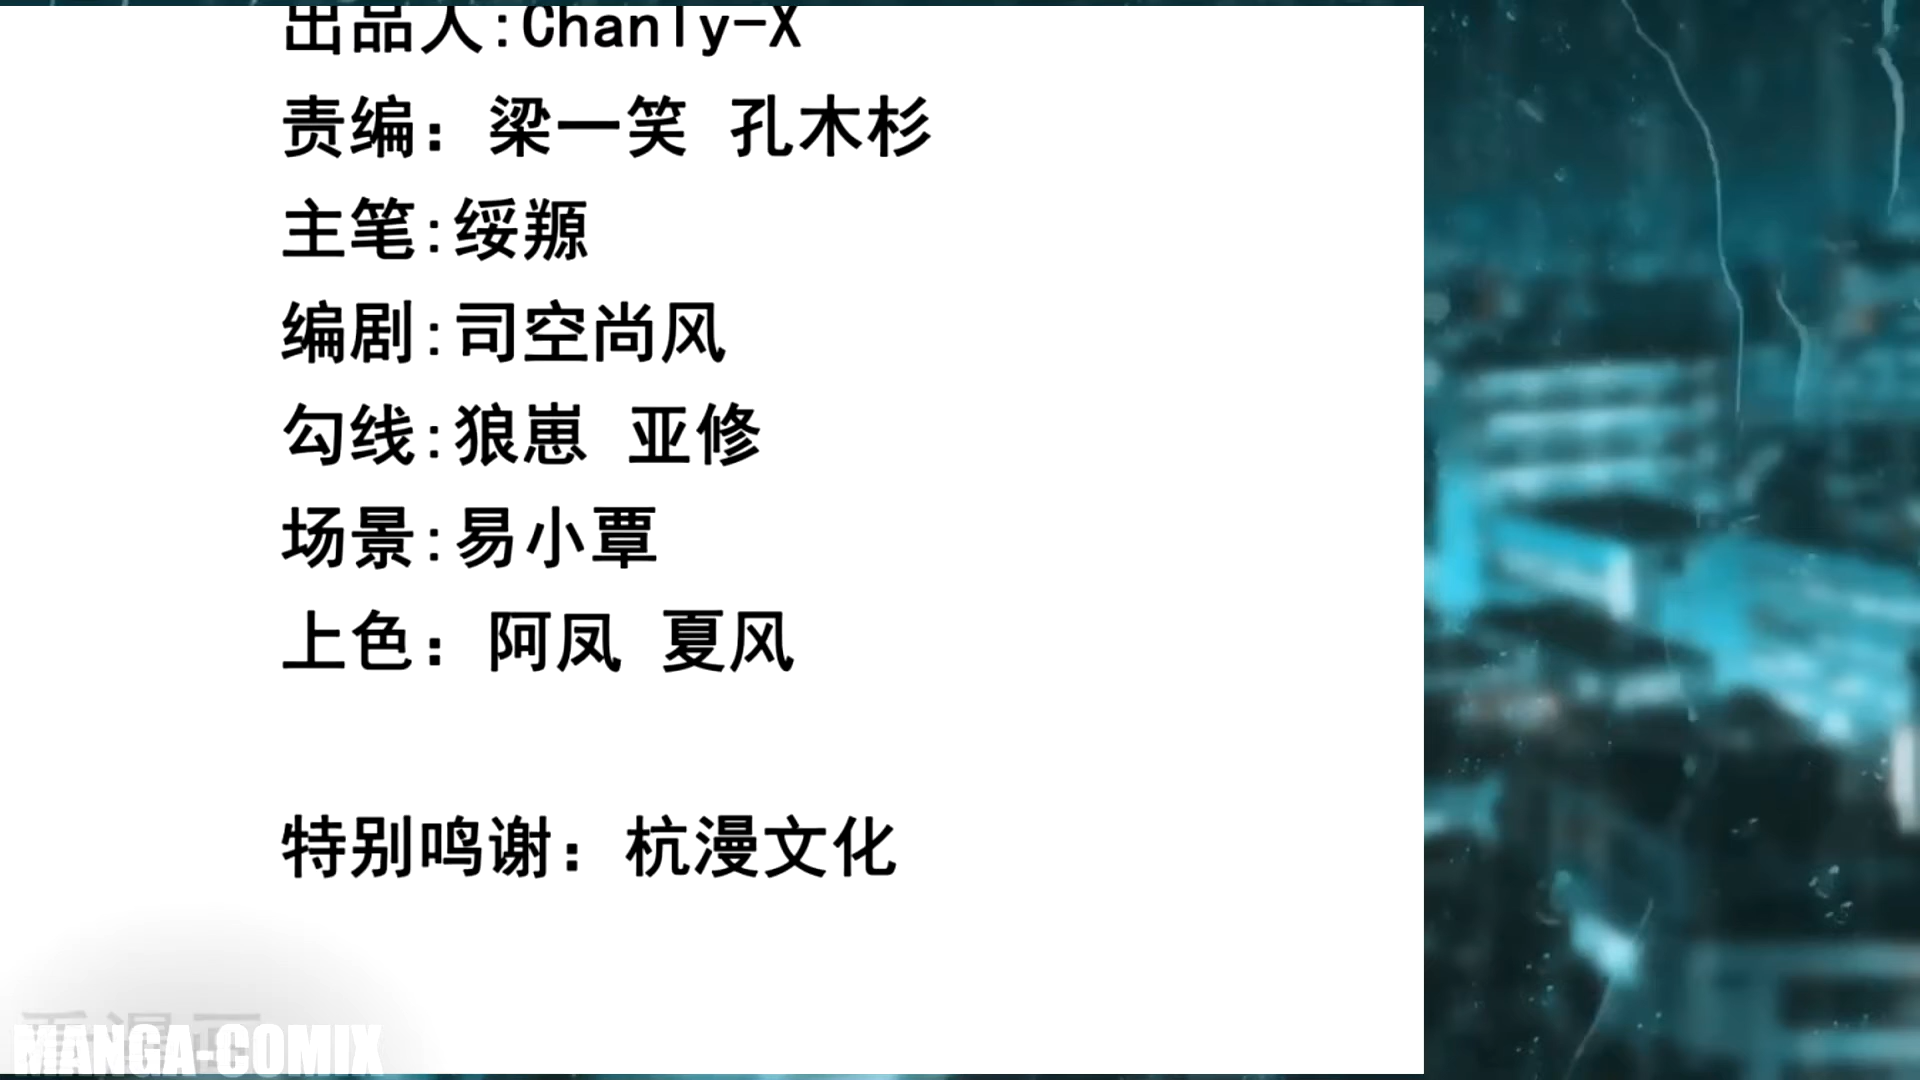 出品人:Chanly-X
责编：梁一笑 孔木杉
主笔:绥羱
编剧:司空尚风
勾线:狼崽 亚修
场景:易小覃
上色：阿凤 夏风
特别鸣谢：杭漫文化
MANGA-COMIX